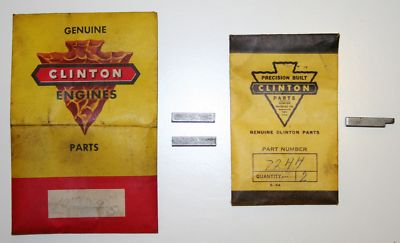 GENUINE
CLINTON
ENGINES
PARTS
PRECISION BUILT
CLINTON
PARTS
GENUINE CLINTON PARTS
PART NUMBER
7244
QUANTITY 2